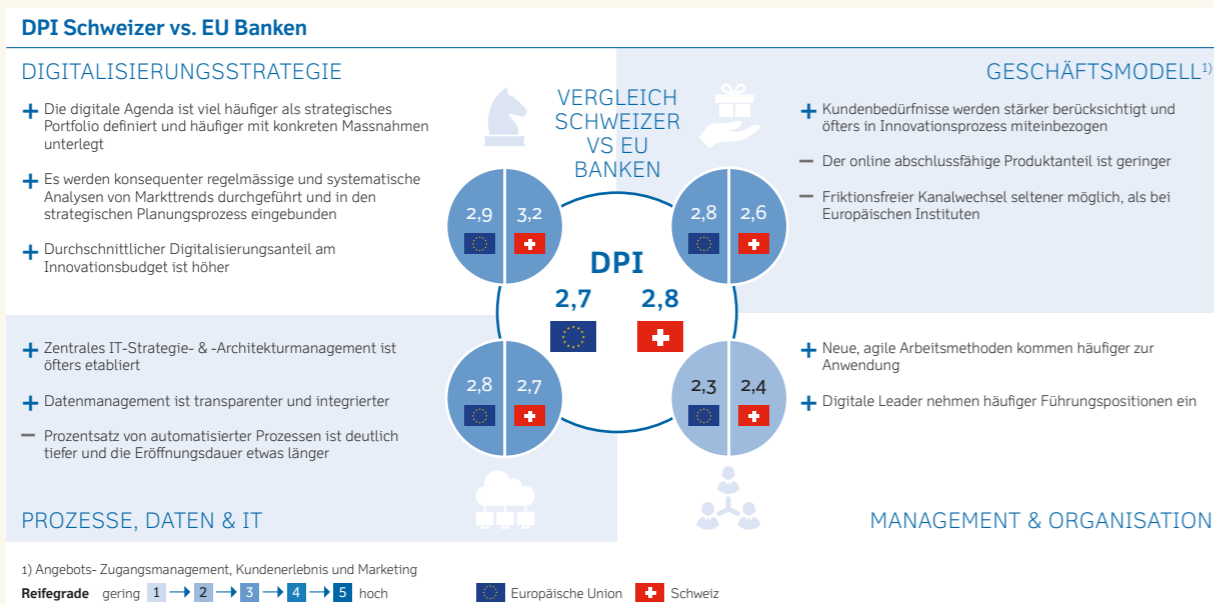 DPI Schweizer vs. EU Banken
DIGITALISIERUNGSSTRATEGIE
+ Die digitale Agenda ist viel häufiger als strategisches
Portfolio definiert und häufiger mit konkreten Massnahmen
unterlegt
+ Es werden konsequenter regelmässige und systematische
Analysen von Markttrends durchgeführt und in den
strategischen Planungsprozess eingebunden
+ Durchschnittlicher Digitalisierungsanteil am
Innovationsbudget ist höher
VERGLEICH
SCHWEIZER
VS EU
BANKEN
GESCHÄFTSMODELL1)
+ Kundenbedürfnisse werden stärker berücksichtigt und
öfters in Innovationsprozess miteinbezogen
− Der online abschlussfähige Produktanteil ist geringer
− Friktionsfreier Kanalwechsel seltener möglich, als bei
Europäischen Instituten
2,9 3,2
2,8 2,6
DPI
2,7 2,8
2,8 2,7
2,3 2,4
+ Zentrales IT-Strategie- & -Architekturmanagement ist
öfters etabliert
+ Datenmanagement ist transparenter und integrierter
− Prozentsatz von automatisierter Prozessen ist deutlich
tiefer und die Eröffnungsdauer etwas länger
PROZESSE, DATEN & IT
+ Neue, agile Arbeitsmethoden kommen häufiger zur
Anwendung
+ Digitale Leader nehmen häufiger Führungspositionen ein
MANAGEMENT & ORGANISATION
1) Angebots- Zugangsmanagement, Kundenerlebnis und Marketing
Reifegrade gering 1 → 2 → 3 → 4 → 5 hoch
Europäische Union Schweiz